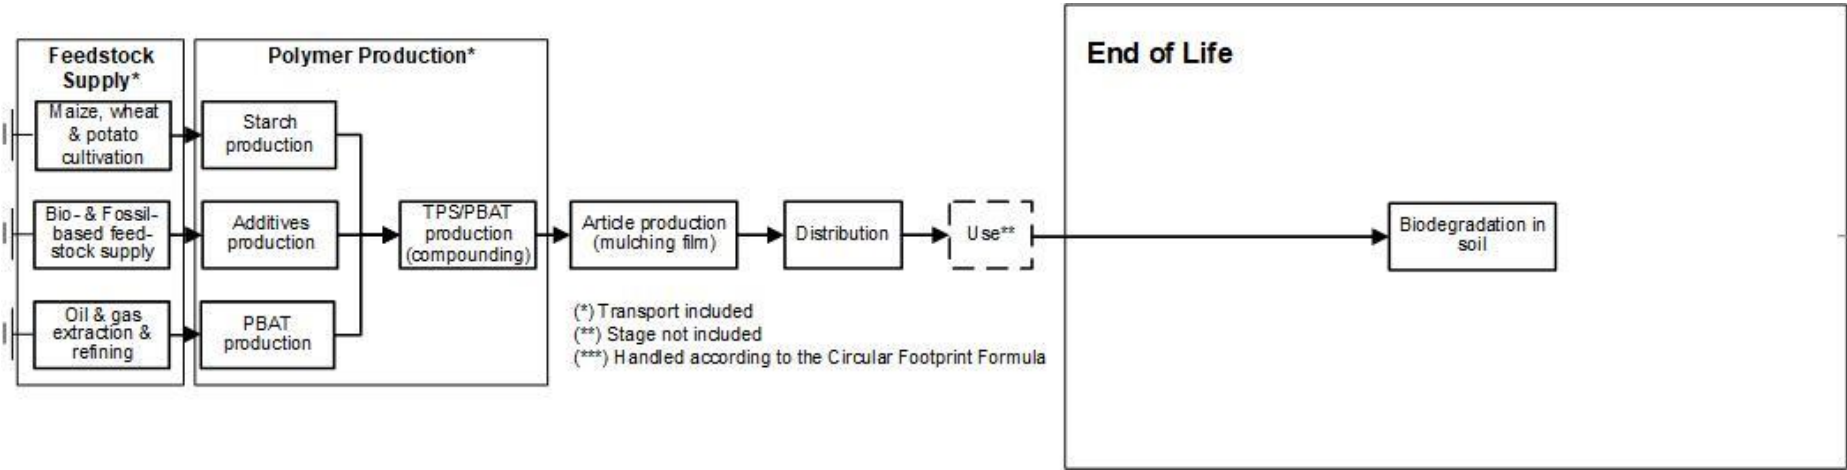 Feedstock
Supply*
Maize, wheat
& potato
cultivation
Bio- & Fossil-
based feed-
stock supply
Oil & gas
extraction &
refining
Polymer Production*
Starch
production
Additives
production
PBAT
production
TPS/PBAT
production
(compounding)
Article production
(mulching film)
Distribution
Use**
(*) Transport included
(**) Stage not included
(***) Handled according to the Circular Footprint Formula
End of Life
Biodegradation in
soil